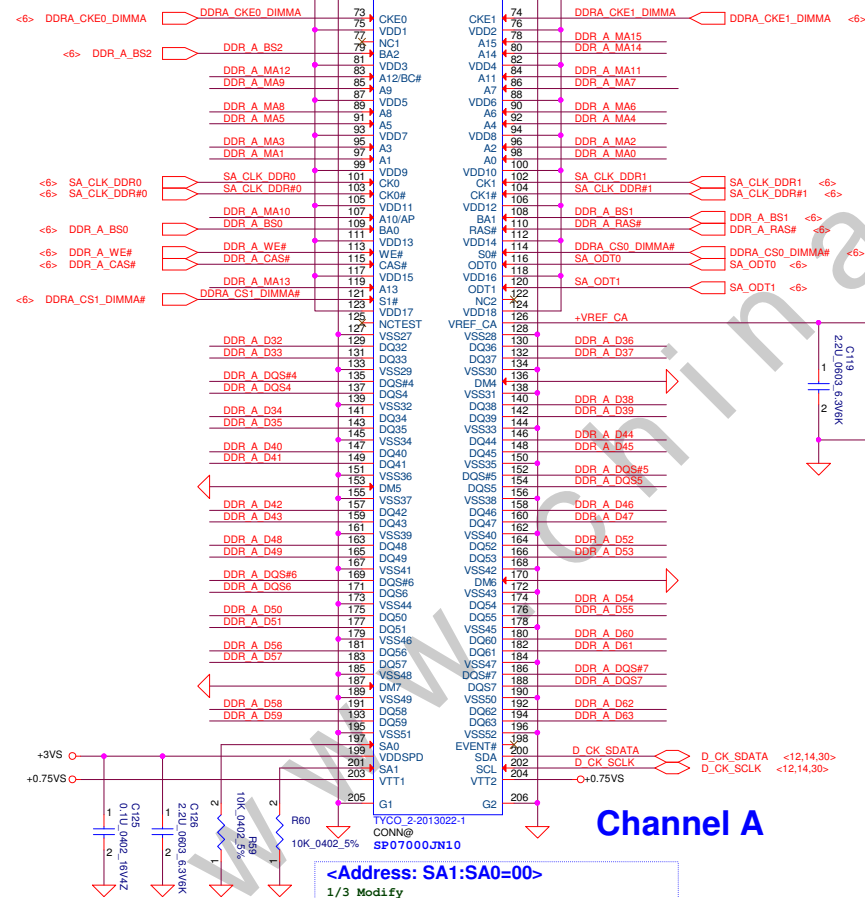 <6> DDRA_CKE0_DIMMA DDRA_CKE0_DIMMA 73 CKE0 CKE1 74 DDRA_CKE1_DIMMA DDRA_CKE1_DIMMA <6>
75 VDD1 VDD2 76
77 NC1 A15 78 DDR_A_MA15
<6> DDR_A_BS2 DDR_A_BS2 79 BA2 A14 80 DDR_A_MA14
81 VDD3 VDD4 82
DDR_A_MA12 83 A12/BC# A11 84 DDR_A_MA11
DDR_A_MA9 85 A9 A7 86 DDR_A_MA7
87 VDD5 VDD6 88
DDR_A_MA8 89 A8 A6 90 DDR_A_MA6
DDR_A_MA5 91 A5 A4 92 DDR_A_MA4
93 VDD7 VDD8 94
DDR_A_MA3 95 A3 A2 96 DDR_A_MA2
DDR_A_MA1 97 A1 A0 98 DDR_A_MA0
99 VDD9 VDD10 100
<6> SA_CLK_DDR0 SA_CLK_DDR0 101 CK0 CK1 102 SA_CLK_DDR1 SA_CLK_DDR1 <6>
<6> SA_CLK_DDR#0 SA_CLK_DDR#0 103 CK0# CK1# 104 SA_CLK_DDR#1 SA_CLK_DDR#1 <6>
105 VDD11 VDD12 106
DDR_A_MA10 107 A10/AP BA1 108 DDR_A_BS1 DDR_A_BS1 <6>
<6> DDR_A_BS0 DDR_A_BS0 109 BA0 RAS# 110 DDR_A_RAS# DDR_A_RAS# <6>
111 VDD13 VDD14 112
<6> DDR_A_WE# DDR_A_WE# 113 WE# S0# 114 DDRA_CS0_DIMMA# DDRA_CS0_DIMMA# <6>
<6> DDR_A_CAS# DDR_A_CAS# 115 CAS# ODT0 116 SA_ODT0 SA_ODT0 <6>
117 VDD15 VDD16 118
DDR_A_MA13 119 A13 ODT1 120 SA_ODT1 SA_ODT1 <6>
<6> DDRA_CS1_DIMMA# DDRA_CS1_DIMMA# 121 S1# NC2 122
123 VDD17 VDD18 124
125 NCTEST VREF_CA 126 +VREF_CA
127 VSS27 VSS28 128
DDR_A_D32 129 DQ32 DQ36 130 DDR_A_D36
DDR_A_D33 131 DQ33 DQ37 132 DDR_A_D37
133 VSS29 VSS30 134
DDR_A_DQS#4 135 DQS#4 DM4 136
DDR_A_DQS4 137 DQS4 VSS31 138
139 VSS32 DQ38 140 DDR_A_D38
DDR_A_D34 141 DQ34 DQ39 142 DDR_A_D39
DDR_A_D35 143 DQ35 VSS33 144
145 VSS34 DQ44 146 DDR_A_D44
DDR_A_D40 147 DQ40 DQ45 148 DDR_A_D45
DDR_A_D41 149 DQ41 VSS35 150
151 VSS36 DQS#5 152 DDR_A_DQS#5
153 DM5 DQS5 154 DDR_A_DQS5
155 VSS37 VSS38 156
DDR_A_D42 157 DQ42 DQ46 158 DDR_A_D46
DDR_A_D43 159 DQ43 DQ47 160 DDR_A_D47
161 VSS39 VSS40 162
DDR_A_D48 163 DQ48 DQ52 164 DDR_A_D52
DDR_A_D49 165 DQ49 DQ53 166 DDR_A_D53
167 VSS41 VSS42 168
DDR_A_DQS#6 169 DQS#6 DM6 170
DDR_A_DQS6 171 DQS6 VSS43 172
173 VSS44 DQ54 174 DDR_A_D54
DDR_A_D50 175 DQ50 DQ55 176 DDR_A_D55
DDR_A_D51 177 DQ51 VSS45 178
179 VSS46 DQ60 180 DDR_A_D60
DDR_A_D56 181 DQ56 DQ61 182 DDR_A_D61
DDR_A_D57 183 DQ57 VSS47 184
185 VSS48 DQS#7 186 DDR_A_DQS#7
187 DM7 DQS7 188 DDR_A_DQS7
189 VSS49 VSS50 190
DDR_A_D58 191 DQ58 DQ62 192 DDR_A_D62
DDR_A_D59 193 DQ59 DQ63 194 DDR_A_D63
195 VSS51 VSS52 196
197 SA0 EVENT# 198
+3VS 199 VDDSPD SDA 200 D_CK_SDATA D_CK_SDATA <12,14,30>
201 SA1 SCL 202 D_CK_SCLK D_CK_SCLK <12,14,30>
+0.75VS 203 VTT1 VTT2 204 +0.75VS
205 G1 G2 206
1 C119 2
2.2U_0603_6.3V6K
1 C125 2
0.1U_0402_16V4Z
1 C126 2
2.2U_0603_6.3V6K
2 R59 1
10K_0402_5%
2 R60 1
10K_0402_5%
TYCO_2-2013022-1
CONN@
SP07000JN10
Channel A
<Address: SA1:SA0=00>
1/3 Modify
www.china